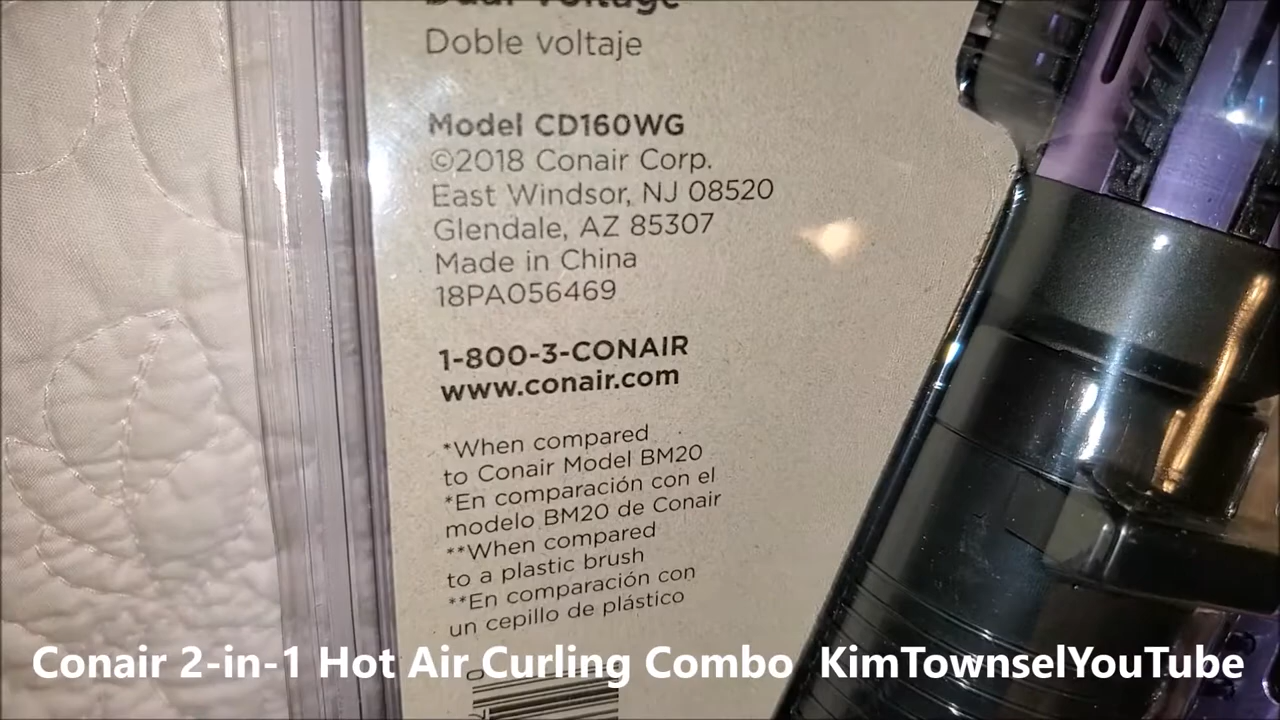 Dual Voltage
Doble voltaje
Model CD160WG
©2018 Conair Corp.
East Windsor, NJ 08520
Glendale, AZ 85307
Made in China
18PA056469
1-800-3-CONAIR
www.conair.com
*When compared
to Conair Model BM20
*En comparación con el
modelo BM20 de Conair
**When compared
to a plastic brush
**En comparación con
un cepillo de plástico
0
Conair 2-in-1 Hot Air Curling Combo KimTownselYouTube